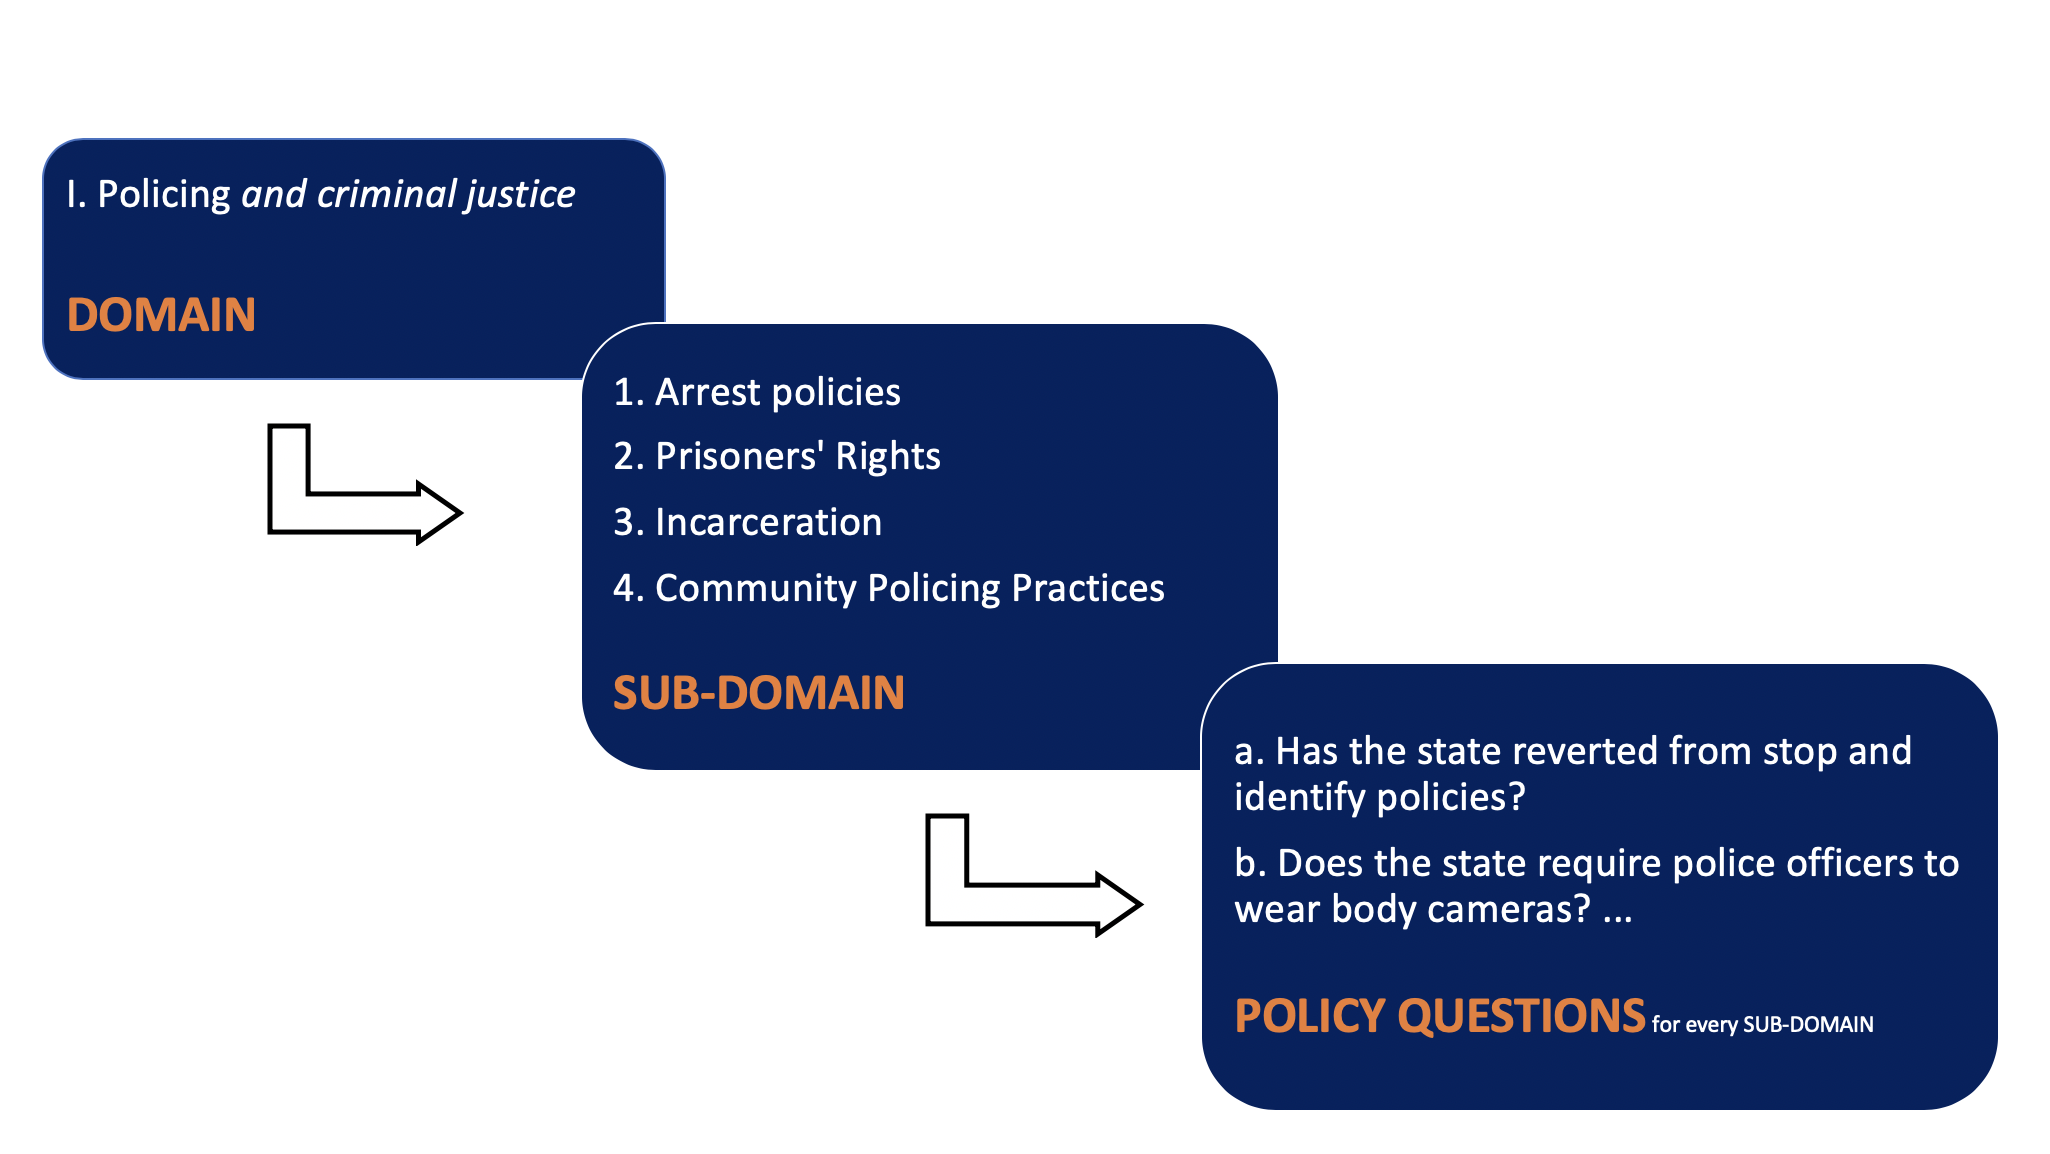 I. Policing and criminal justice
DOMAIN
1. Arrest policies
2. Prisoners' Rights
3. Incarceration
4. Community Policing Practices
SUB-DOMAIN
a. Has the state reverted from stop and
identify policies?
b. Does the state require police officers to
wear body cameras? ...
POLICY QUESTIONS for every SUB-DOMAIN